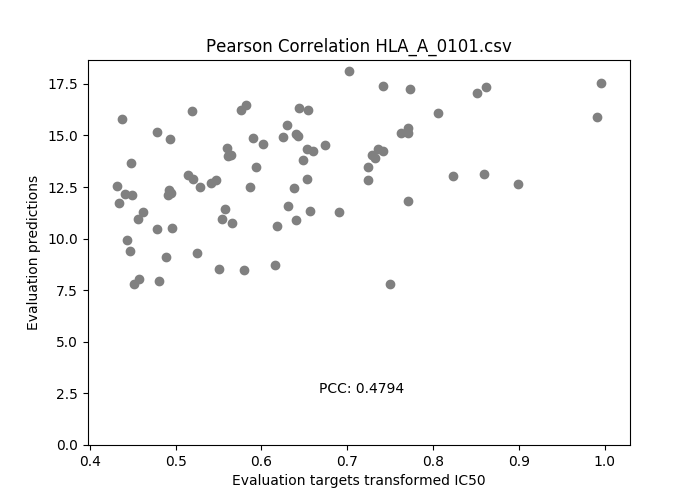 Pearson Correlation HLA_A_0101.csv
17.5
15.0
12.5
10.0
7.5
5.0
2.5
0.0
Evaluation predictions
PCC: 0.4794
0.4 0.5 0.6 0.7 0.8 0.9 1.0
Evaluation targets transformed IC50